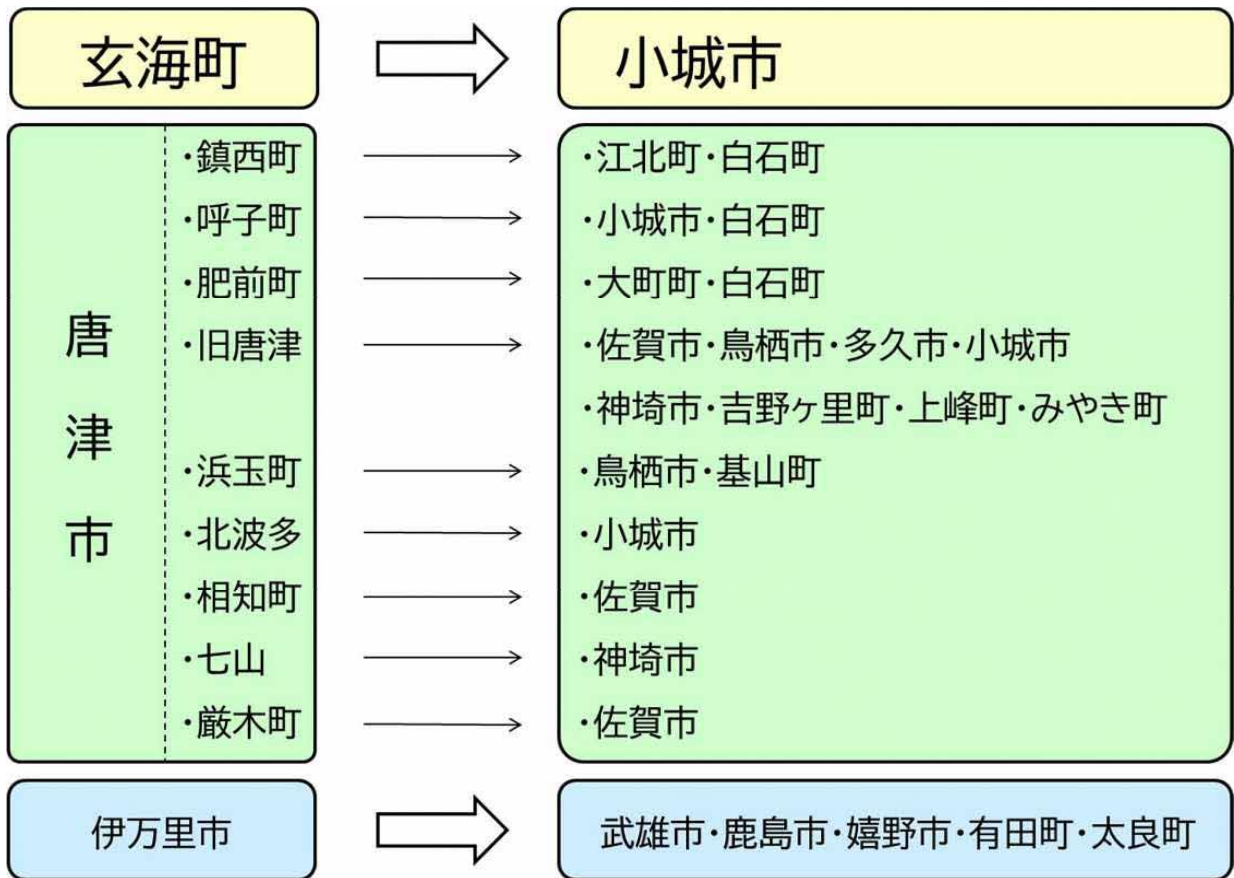 玄海町 小城市
・鎮西町 ・江北町・白石町
・呼子町 ・小城市・白石町
・肥前町 ・大町町・白石町
・旧唐津 ・佐賀市・鳥栖市・多久市・小城市
・神埼市・吉野ヶ里町・上峰町・みやき町
唐津市
・浜玉町 ・鳥栖市・基山町
・北波多 ・小城市
・相知町 ・佐賀市
・七山 ・神埼市
・厳木町 ・佐賀市
伊万里市 武雄市・鹿島市・嬉野市・有田町・太良町